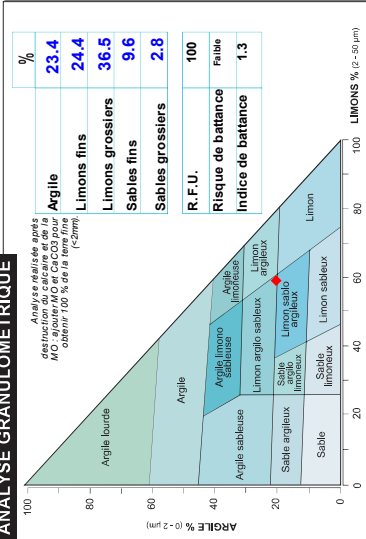 ANALYSE GRANULOMETRIQUE
Analyse réalisée après
destruction du calcaire et de la
MO : ajouter MO et CaCO3 pour
obtenir 100 % de la terre fine
(<2mm).
%
Argile 23.4
Limons fins 24.4
Limons grossiers 36.5
Sables fins 9.6
Sables grossiers 2.8
R.F.U. 100
Risque de battance Faible
Indice de battance 1.3
ARGILE % (0 - 2 µm)
100
80
60
40
20
0
Argile lourde
Argile
Argile sableuse
Argile limono
sableuse
Argile
limoneuse
Limon argilo sableux
Limon
argileux
Sable argileux
Sable
argilo
limoneux
Limon sablo
argileux
Limon
Sable
Sable
limoneux
Limon sableux
0
20
40
60
80
100
LIMONS % (2 - 50 µm)